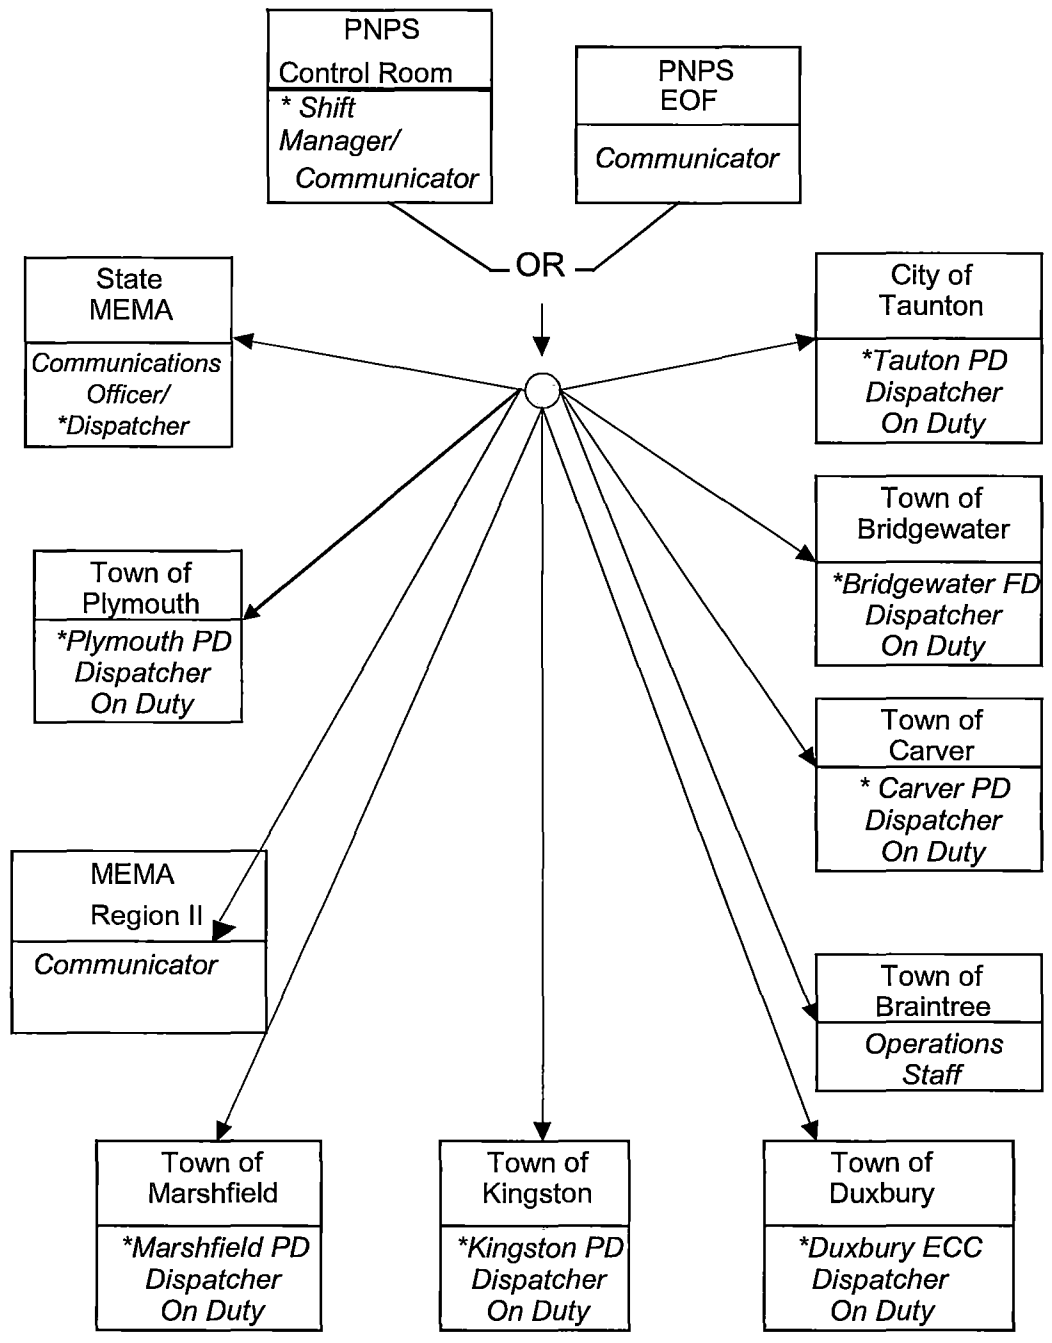 PNPS
Control Room
* Shift
Manager/
Communicator
PNPS
EOF
Communicator
OR
State
MEMA
Communications
Officer/
*Dispatcher
City of
Taunton
*Tauton PD
Dispatcher
On Duty
Town of
Bridgewater
*Bridgewater FD
Dispatcher
On Duty
Town of
Plymouth
*Plymouth PD
Dispatcher
On Duty
Town of
Carver
* Carver PD
Dispatcher
On Duty
MEMA
Region II
Communicator
Town of
Braintree
Operations
Staff
Town of
Marshfield
*Marshfield PD
Dispatcher
On Duty
Town of
Kingston
*Kingston PD
Dispatcher
On Duty
Town of
Duxbury
*Duxbury ECC
Dispatcher
On Duty